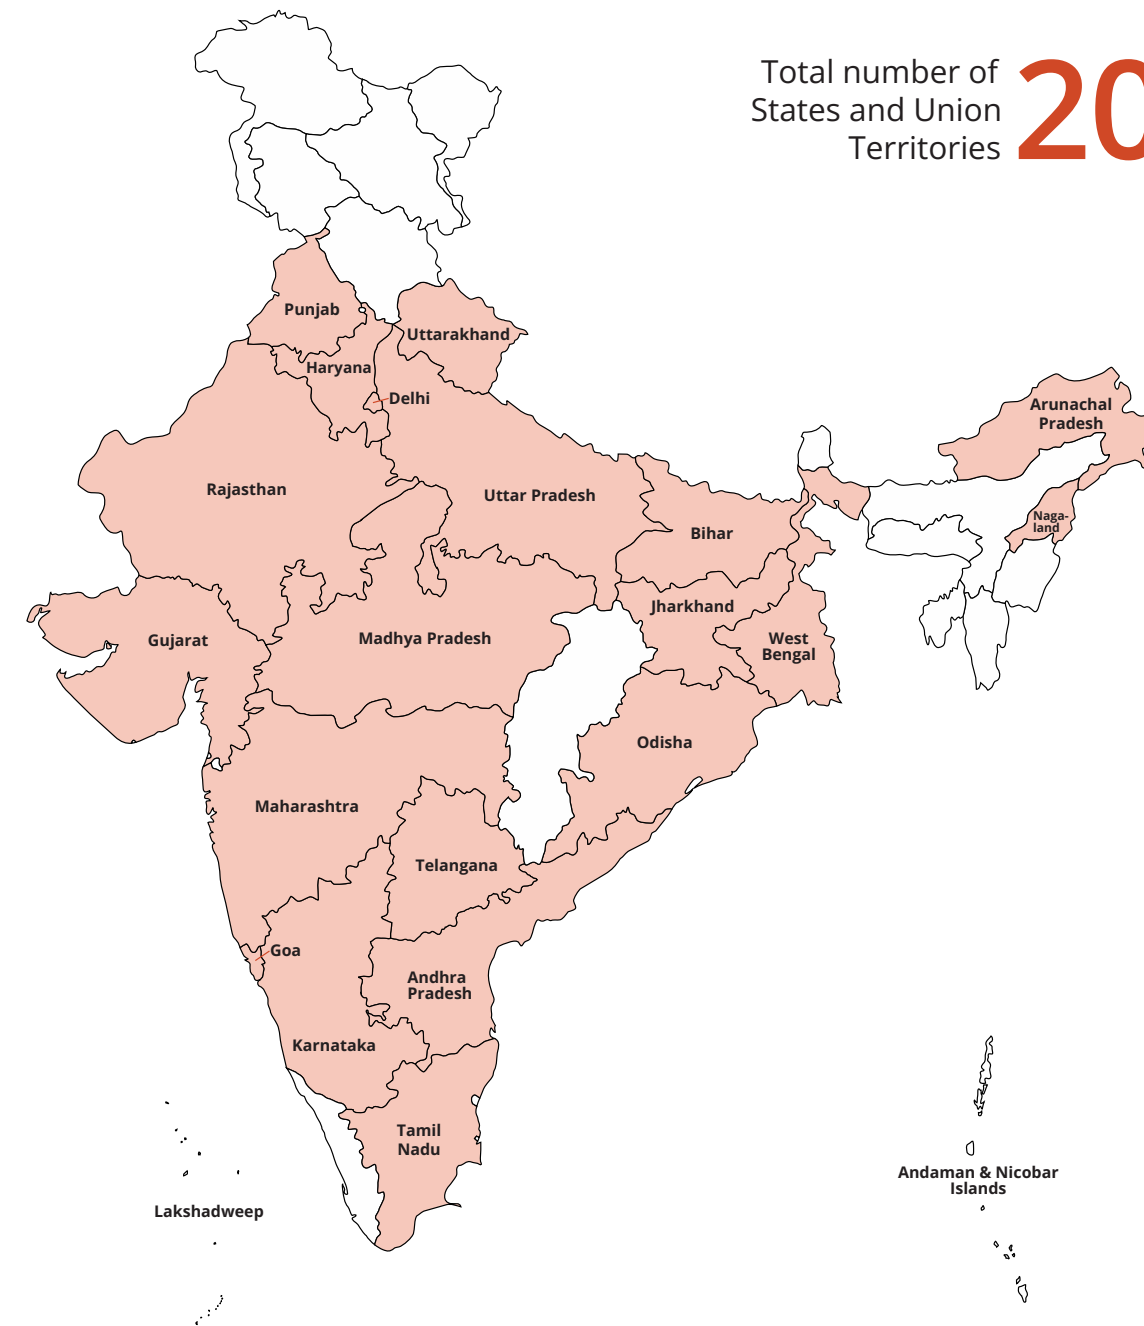 Total number of
States and Union
Territories
20
Punjab
Uttarakhand
Haryana
Delhi
Arunachal
Pradesh
Rajasthan
Uttar Pradesh
Naga-
land
Bihar
Jharkhand
Gujarat
Madhya Pradesh
West
Bengal
Odisha
Maharashtra
Telangana
Goa
Andhra
Pradesh
Karnataka
Tamil
Nadu
Andaman & Nicobar
Islands
Lakshadweep